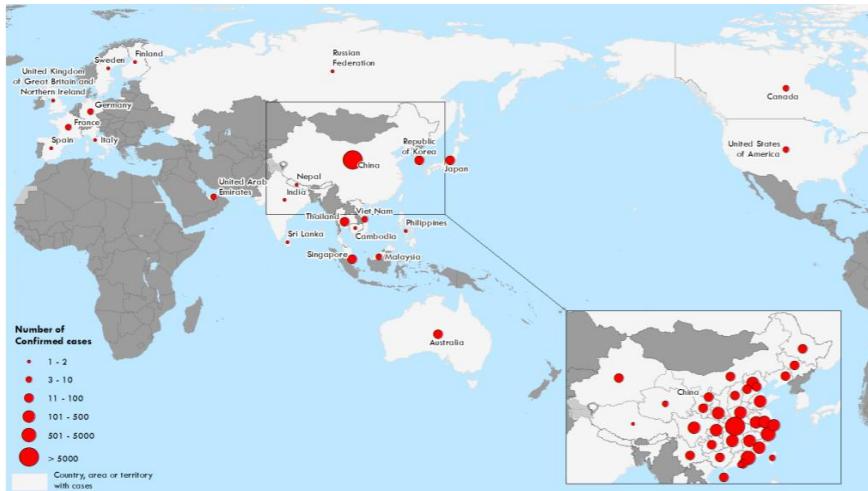 Russian
Federation
Finland
Sweden
United Kingdom
of Great Britain and
Northern Ireland
Germany
France
Spain
Italy
Canada
United States
of America
Republic
of Korea
China
Japan
Nepal
India
United Arab
Emirates
Thailand
Viet Nam
Philippines
Sri Lanka
Cambodia
Singapore
Malaysia
Australia
Number of
Confirmed cases
1 - 2
3 - 10
11 - 100
101 - 500
501 - 5000
> 5000
Country, area or territory
with cases
China